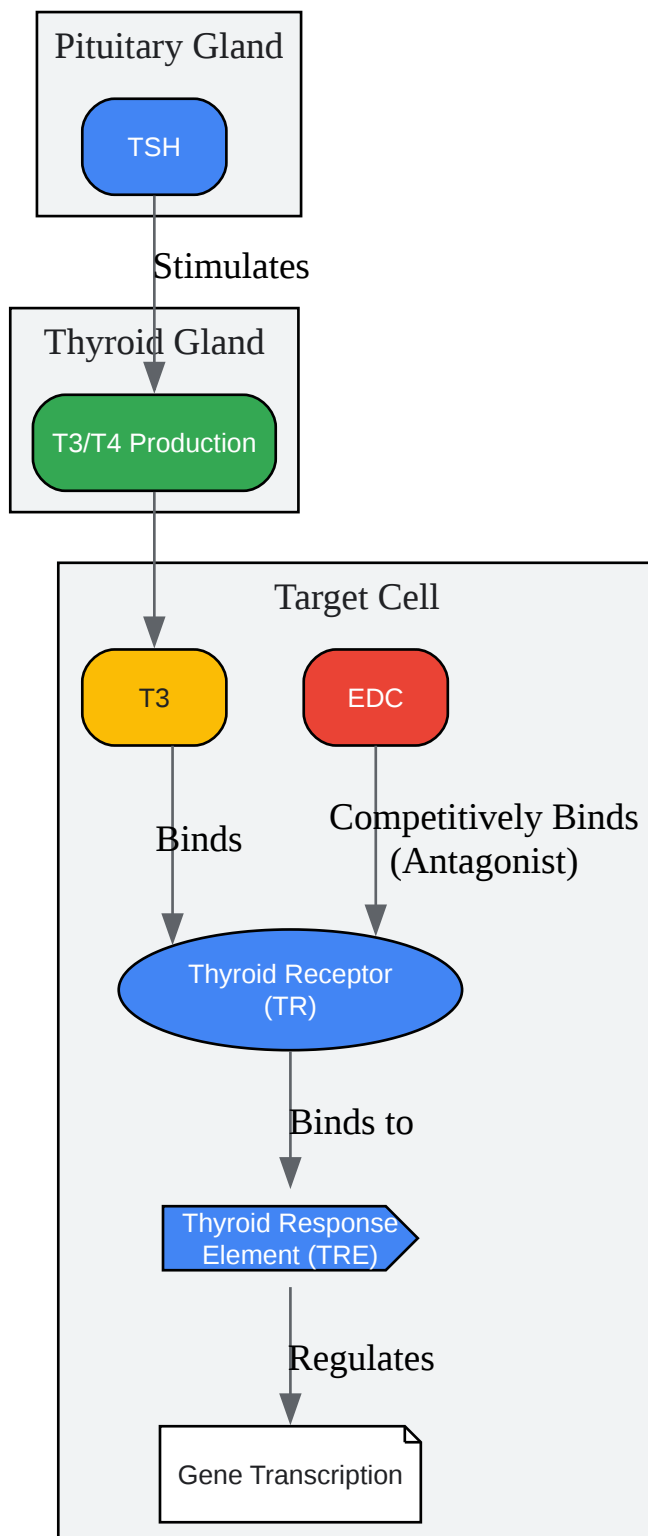 Pituitary Gland
TSH
Stimulates
Thyroid Gland
T3/T4 Production
Target Cell
T3
EDC
Binds
Competitively Binds
(Antagonist)
Thyroid Receptor
(TR)
Binds to
Thyroid Response
Element (TRE)
Regulates
Gene Transcription